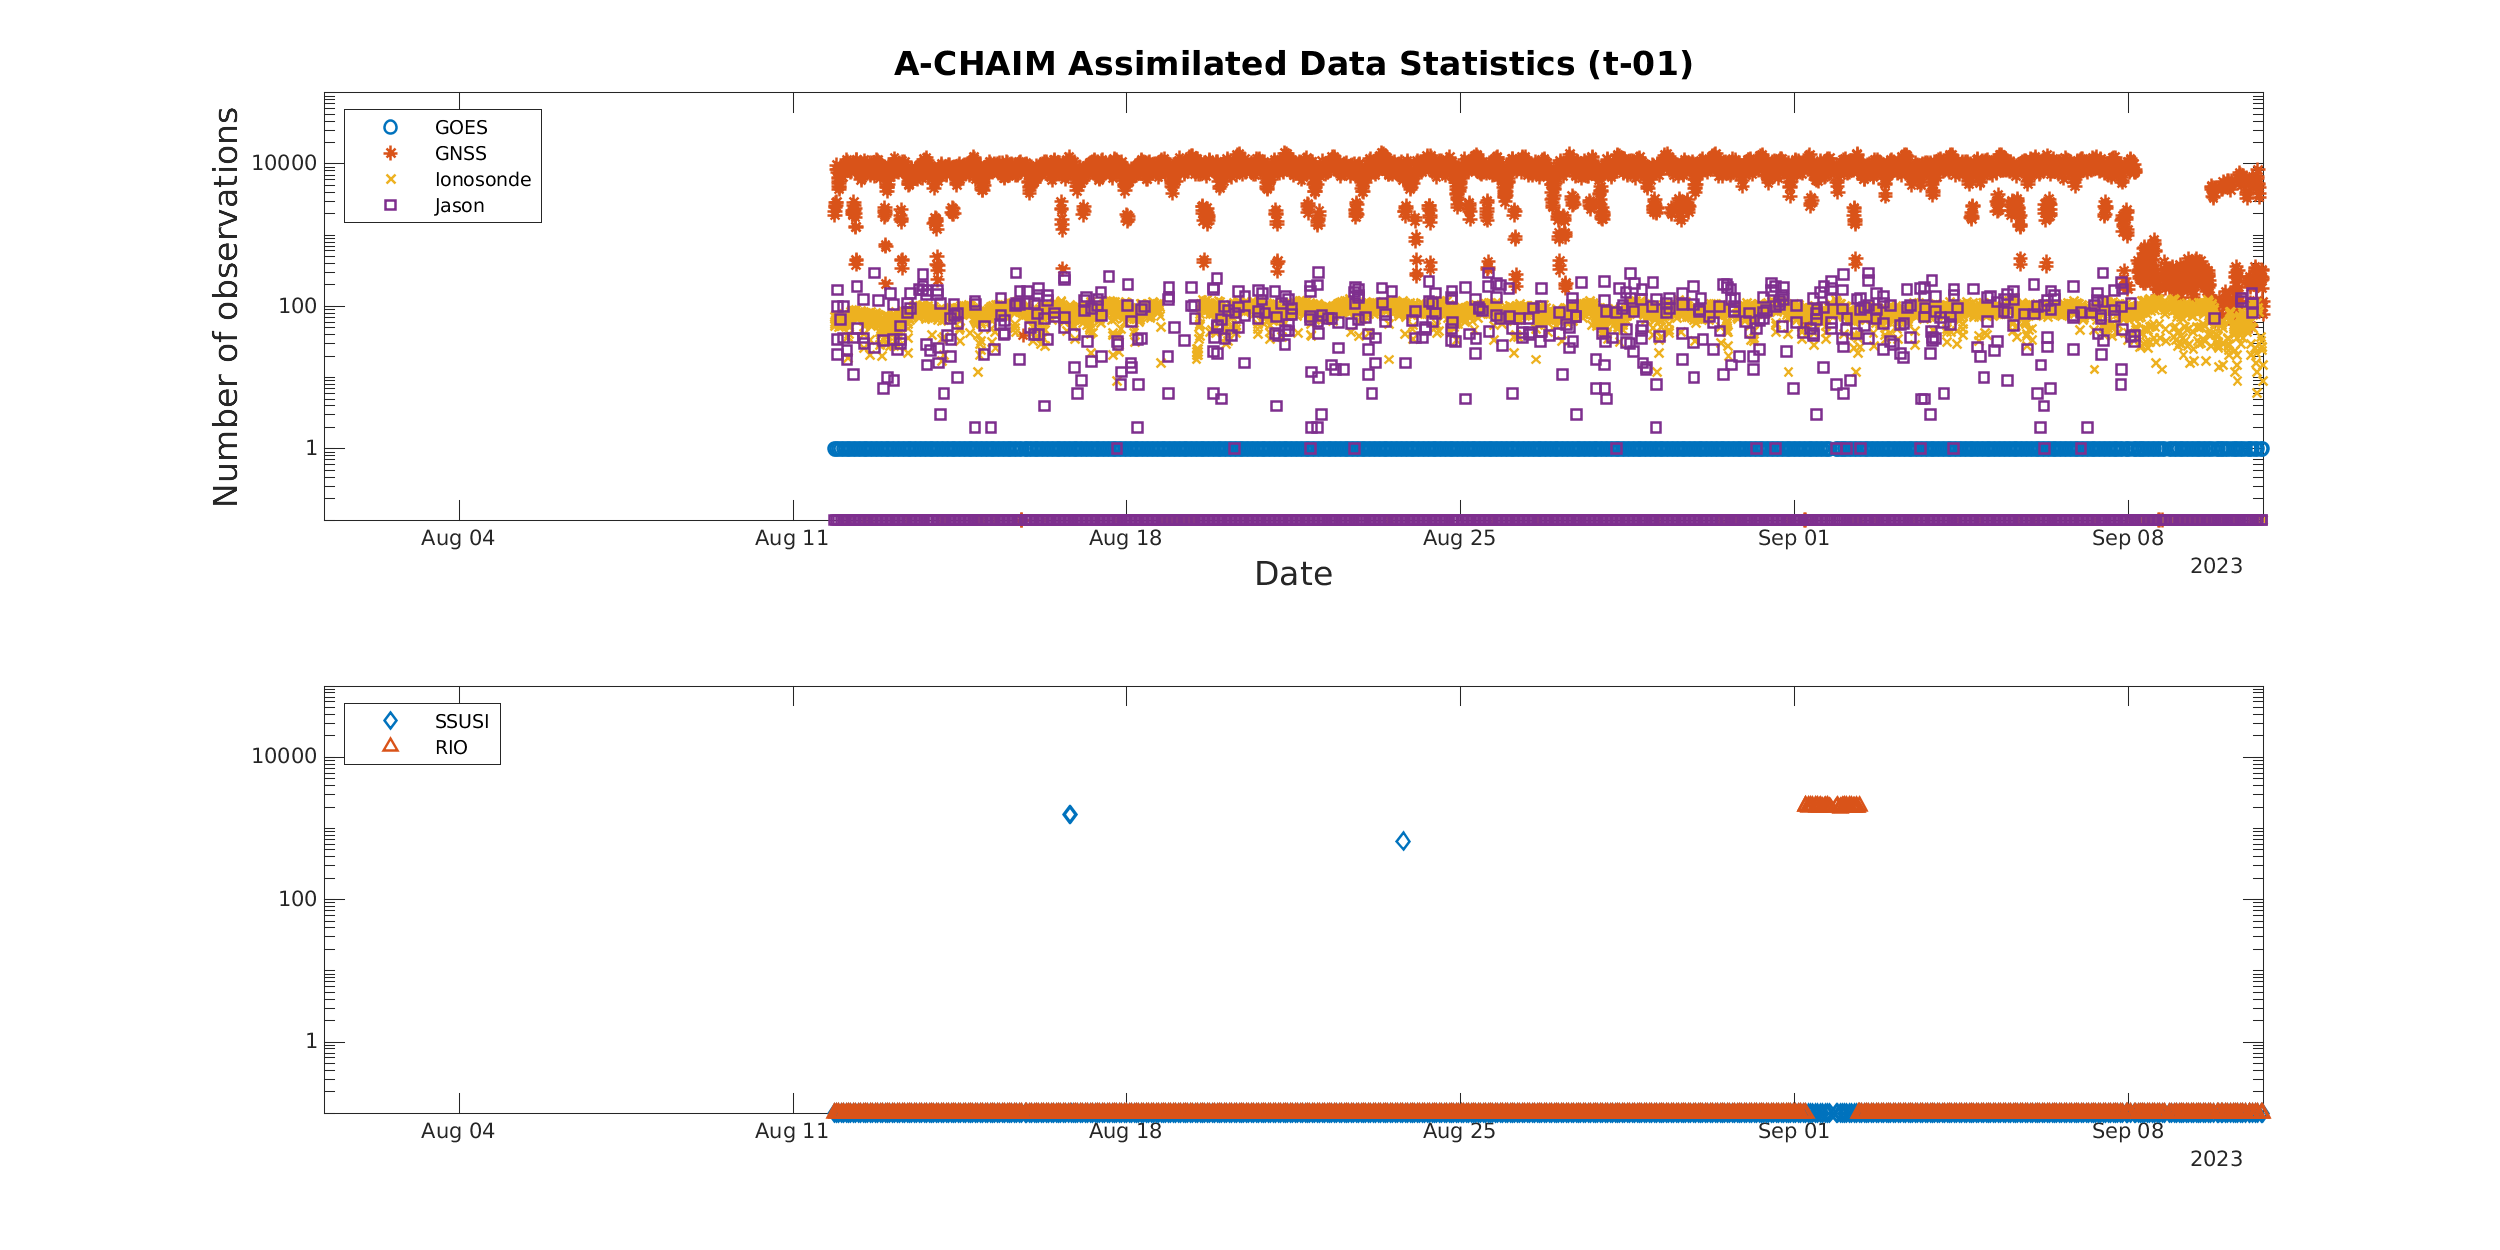 A-CHAIM Assimilated Data Statistics (t-01)
Number of observations
10000
100
1
GOES
GNSS
Ionosonde
Jason
Aug 04 Aug 11 Aug 18 Aug 25 Sep 01 Sep 08
2023
Date
10000
100
1
SSUSI
RIO
Aug 04 Aug 11 Aug 18 Aug 25 Sep 01 Sep 08
2023